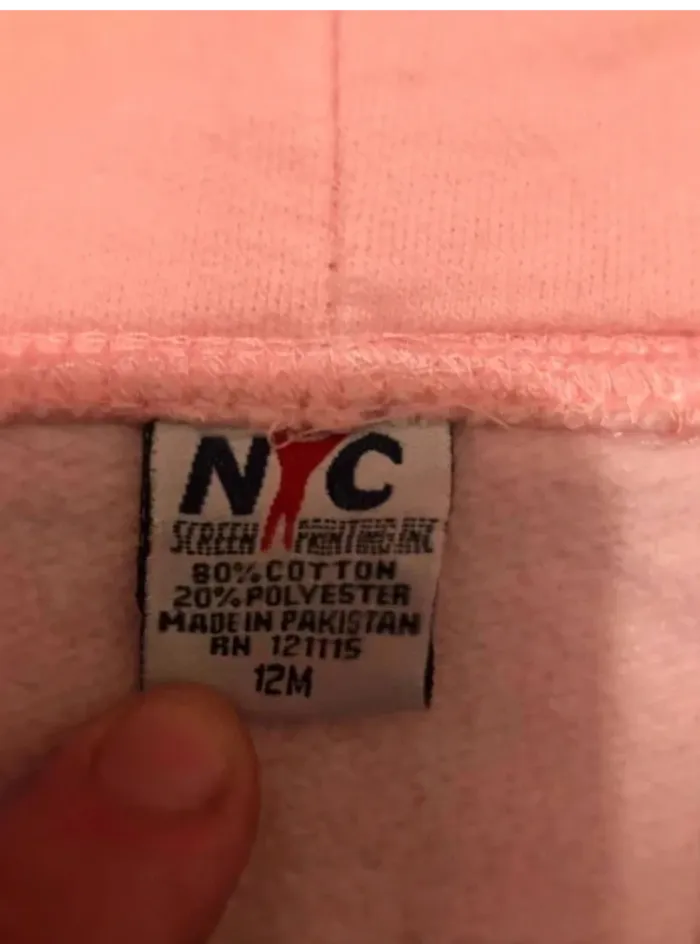 NYC
SCREEN PRINTING INC
80% COTTON
20% POLYESTER
MADE IN PAKISTAN
RN 121115
12M